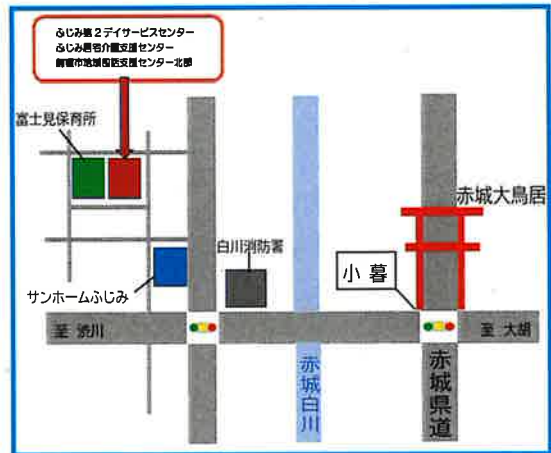 ふじみ第2デイサービスセンター
ふじみ居宅介護支援センター
前橋市地域包括支援センター北部
富士見保育所
赤城大鳥居
白川消防署
小暮
サンホームふじみ
至 渋川
至 大胡
赤城白川
赤城県道